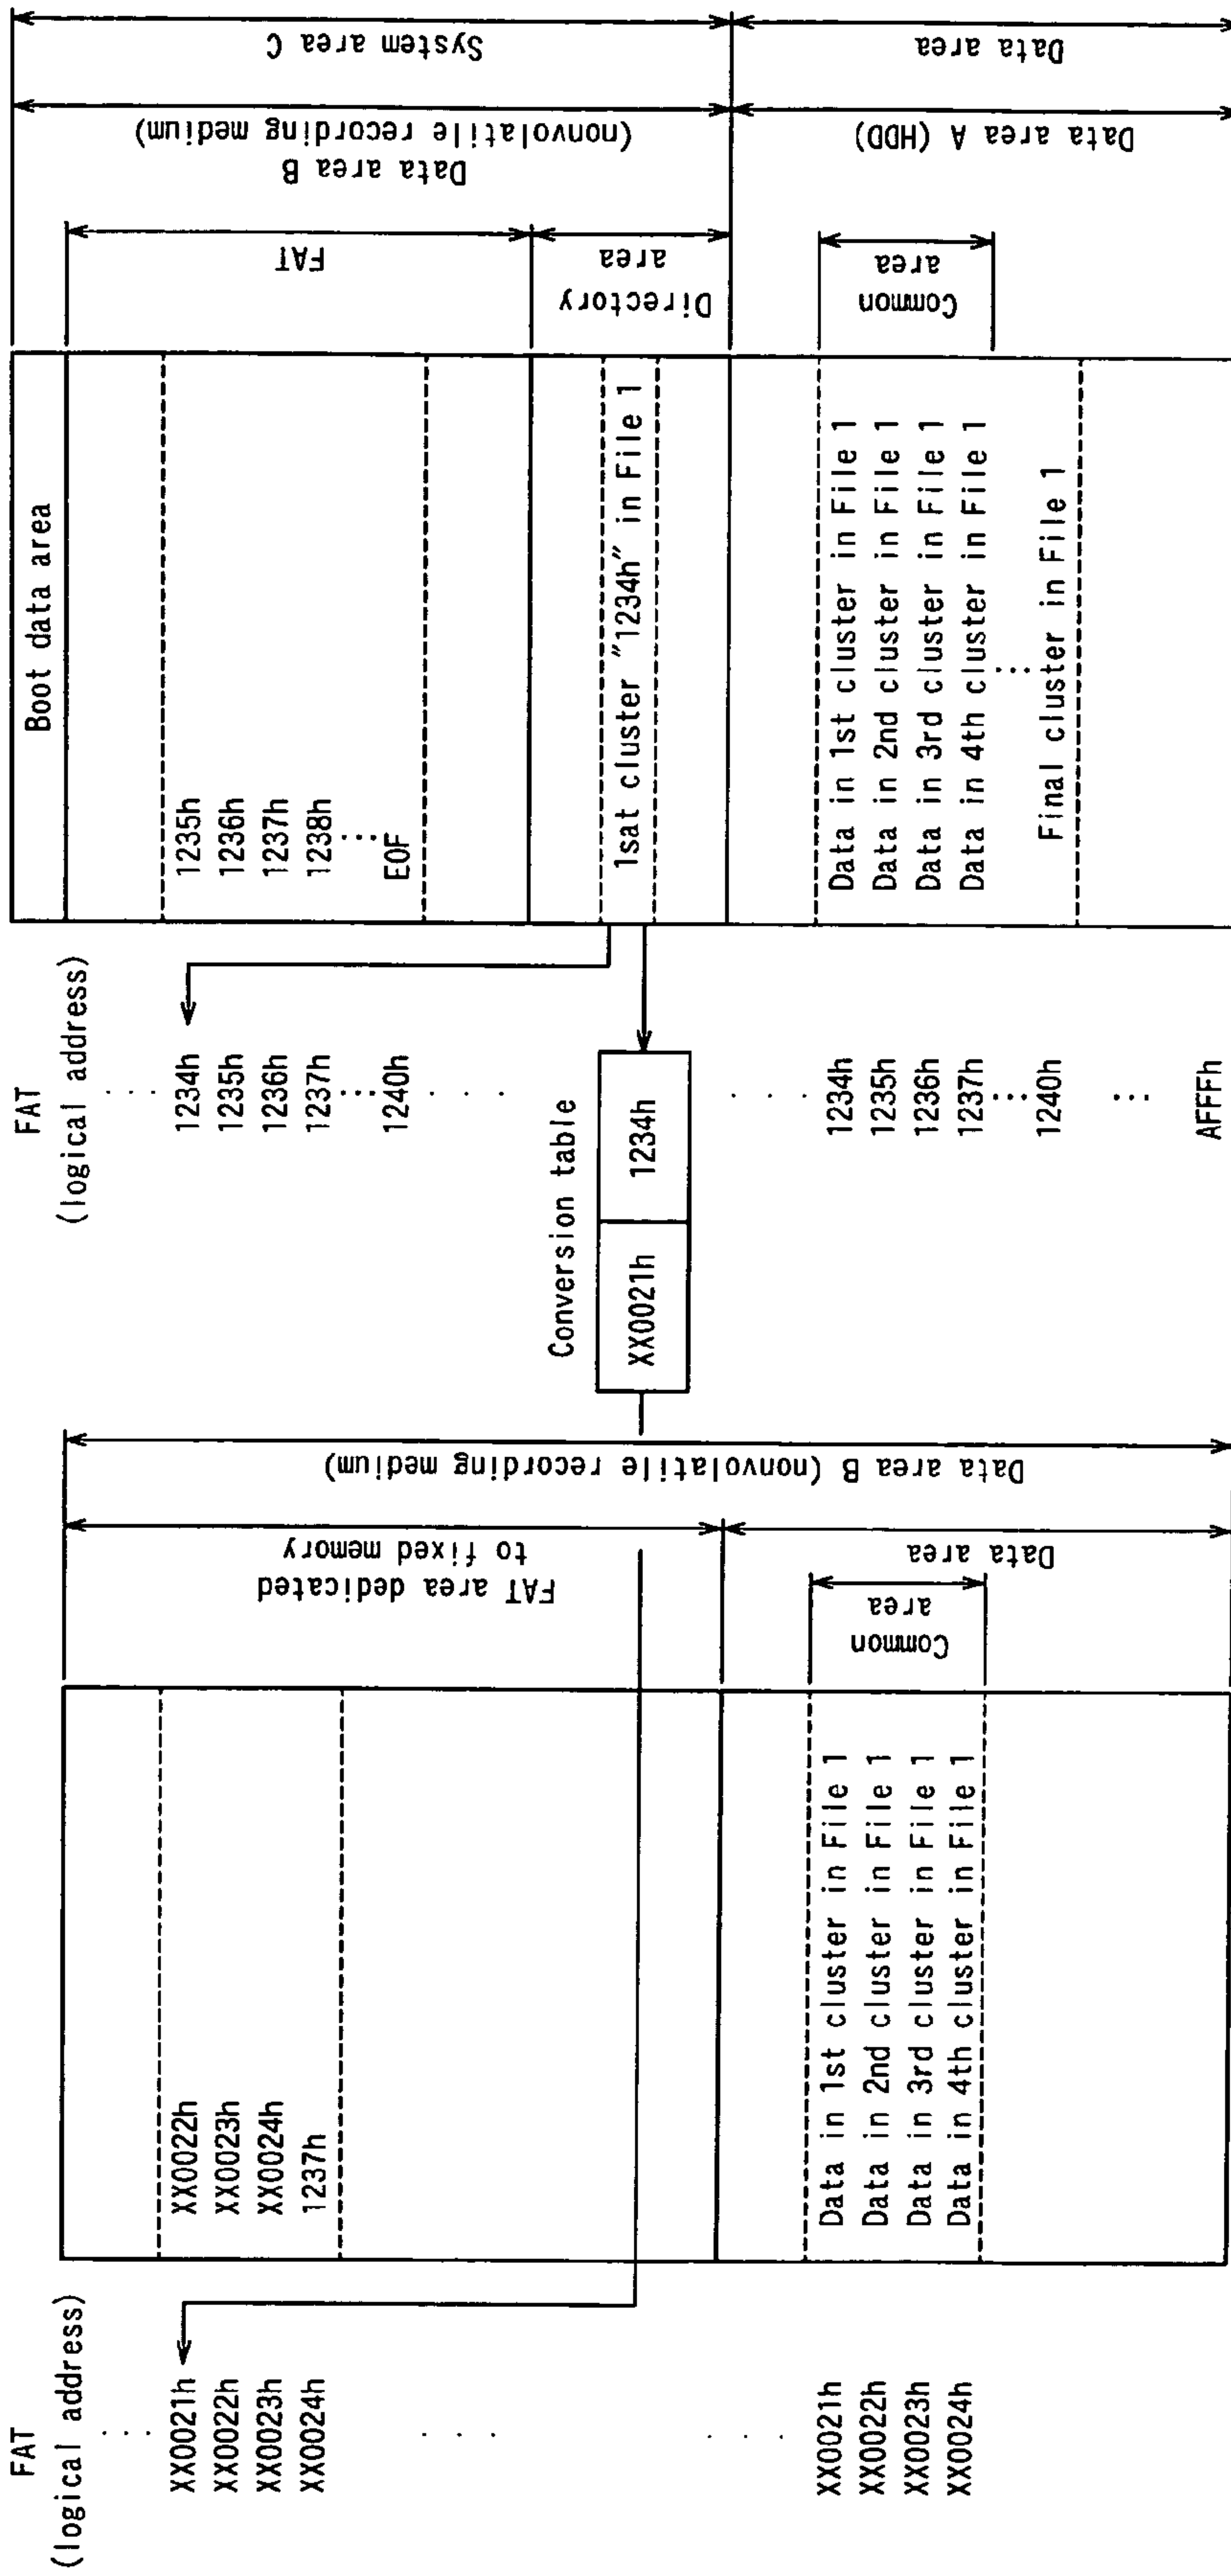 FAT
(logical address)
XX0021h
XX0022h
XX0023h
XX0024h
XX0021h
XX0022h
XX0023h
XX0024h
XX0022h
XX0023h
XX0024h
1237h
Data in 1st cluster in File 1
Data in 2nd cluster in File 1
Data in 3rd cluster in File 1
Data in 4th cluster in File 1
FAT area dedicated
to fixed memory
Common
area
Data area
Data area B (nonvolatile recording medium)
Conversion table
XX0021h
1234h
FAT
(logical address)
1234h
1235h
1236h
1237h
1240h
1234h
1235h
1236h
1237h
1240h
AFFFh
Boot data area
1235h
1236h
1237h
1238h
EOF
1sat cluster "1234h" in File 1
Data in 1st cluster in File 1
Data in 2nd cluster in File 1
Data in 3rd cluster in File 1
Data in 4th cluster in File 1
Final cluster in File 1
FAT
Directory
area
Common
area
Data area B
(nonvolatile recording medium)
Data area A (HDD)
System area C
Data area